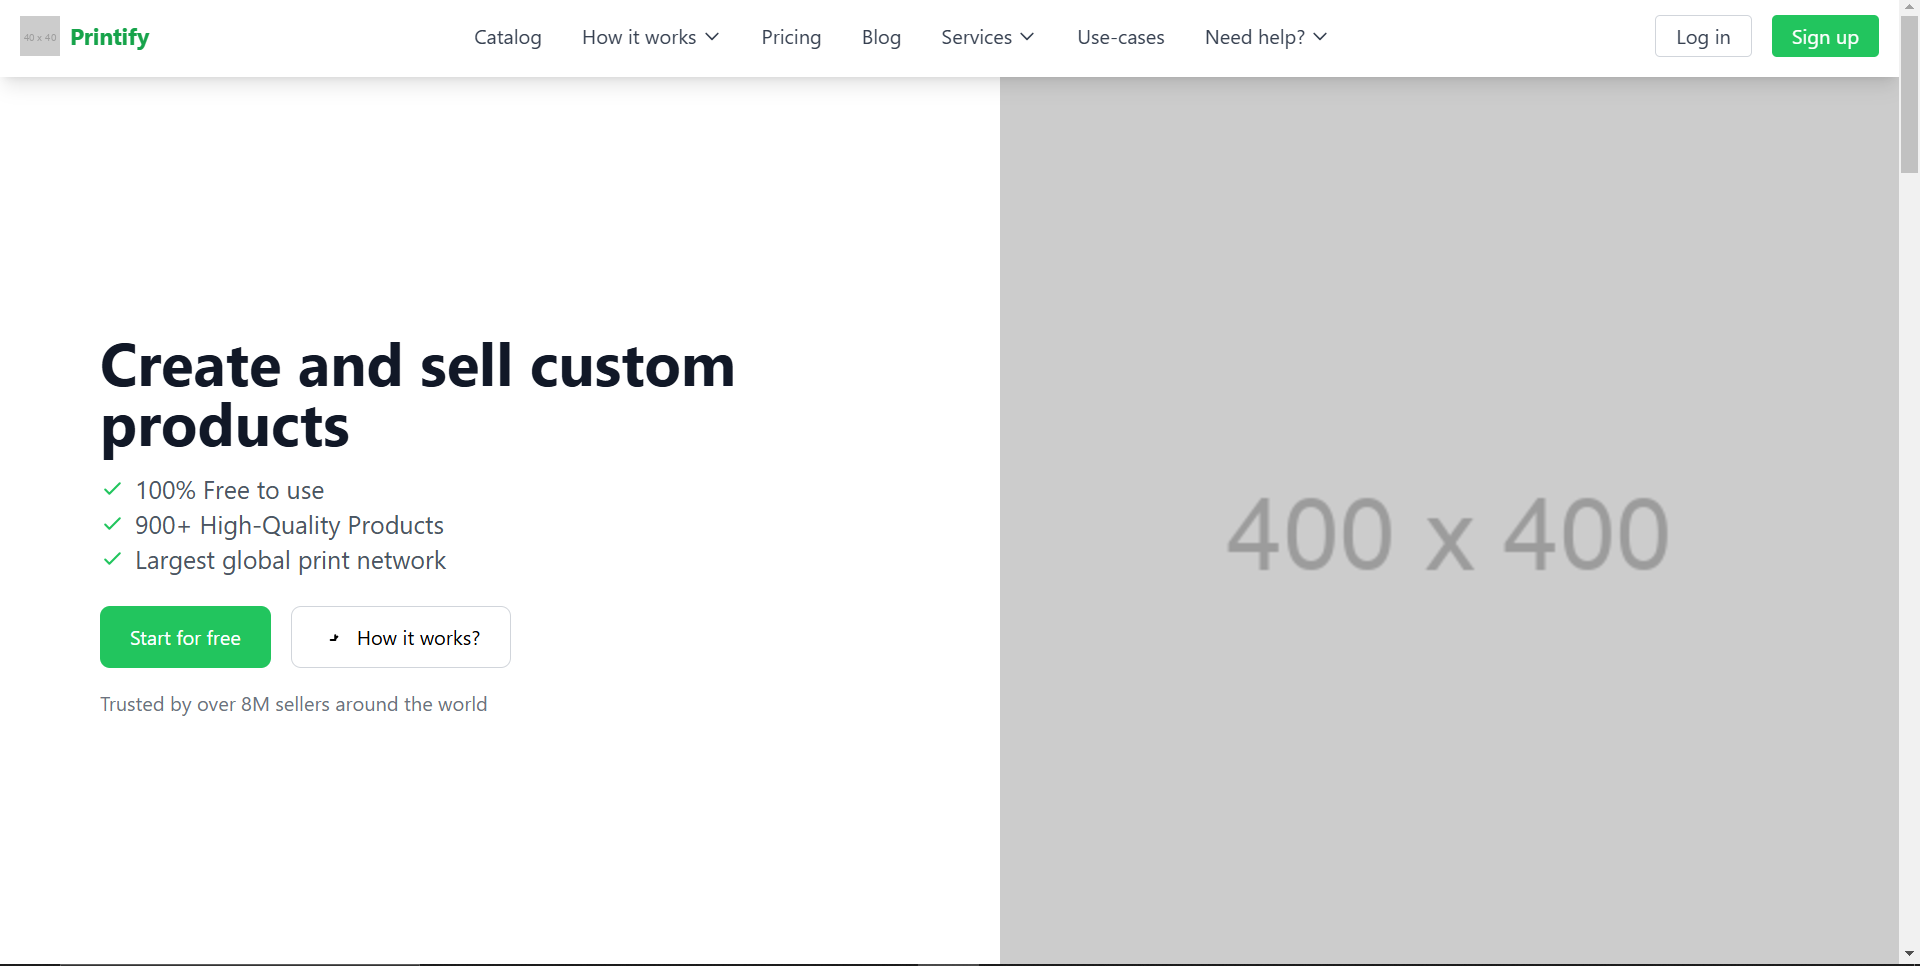 40 x 40 Printify Catalog How it works Pricing Blog Services Use-cases Need help? Log in Sign up
Create and sell custom
products
100% Free to use
900+ High-Quality Products
Largest global print network
Start for free How it works?
Trusted by over 8M sellers around the world
400 x 400